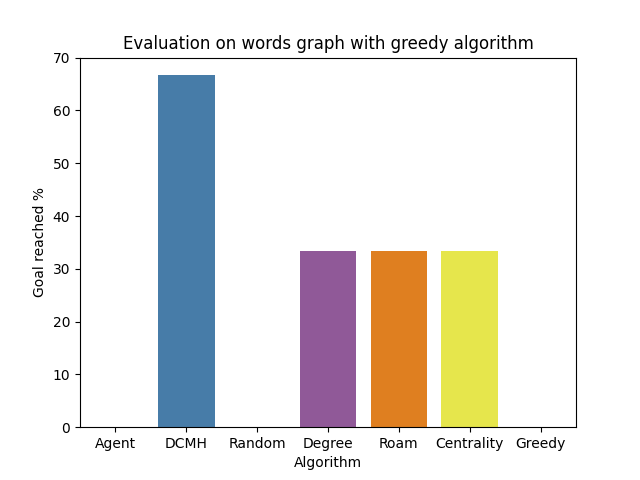 Evaluation on words graph with greedy algorithm
70
60
50
40
30
20
10
0
Goal reached %
Agent DCMH Random Degree Roam Centrality Greedy
Algorithm